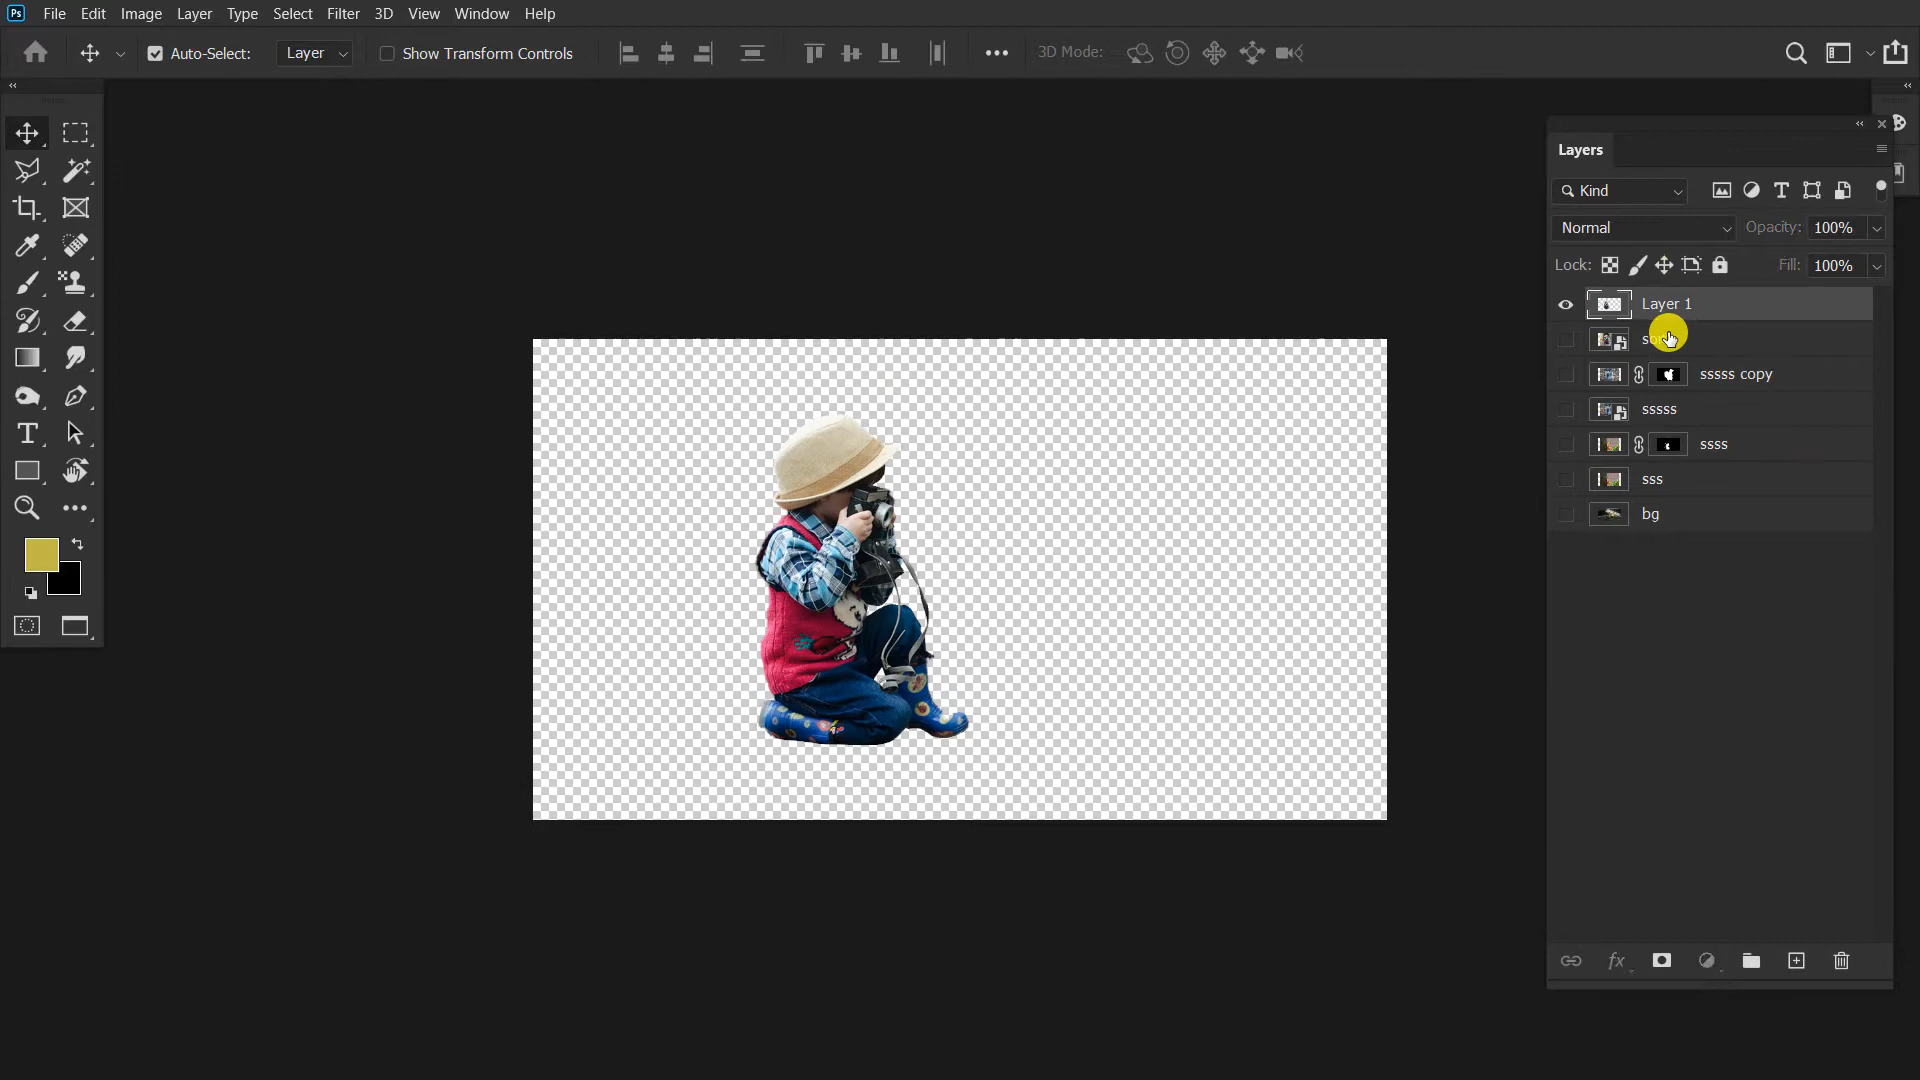 Ps File Edit Image Layer Type Select Filter 3D View Window Help
Auto-Select: Layer Show Transform Controls 3D Mode:
Layers
Kind
Normal Opacity: 100%
Lock: Fill: 100%
Layer 1
sssss copy
sssss
ssss
sss
bg
fx